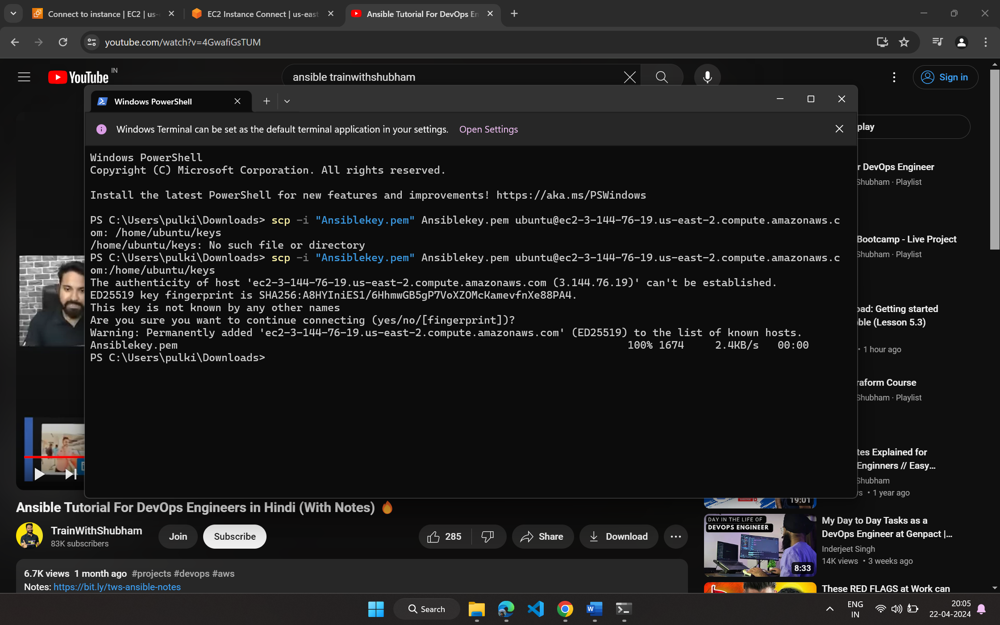 Connect to instance | EC2 | us-
EC2 Instance Connect | us-east
Ansible Tutorial For DevOps En
youtube.com/watch?v=4GwafiGsTUM
YouTube IN
ansible trainwithshubham
Sign in
Windows PowerShell
Windows Terminal can be set as the default terminal application in your settings. Open Settings
Windows PowerShell
Copyright (C) Microsoft Corporation. All rights reserved.
Install the latest PowerShell for new features and improvements! https://aka.ms/PSWindows
PS C:\Users\pulki\Downloads> scp -i "Ansiblekey.pem" Ansiblekey.pem ubuntu@ec2-3-144-76-19.us-east-2.compute.amazonaws.c
om: /home/ubuntu/keys
/home/ubuntu/keys: No such file or directory
PS C:\Users\pulki\Downloads> scp -i "Ansiblekey.pem" Ansiblekey.pem ubuntu@ec2-3-144-76-19.us-east-2.compute.amazonaws.c
om:/home/ubuntu/keys
The authenticity of host 'ec2-3-144-76-19.us-east-2.compute.amazonaws.com (3.144.76.19)' can't be established.
ED25519 key fingerprint is SHA256:A8HYIniES1/6HhmwGB5gP7VoXZOMcKamevfnXe88PA4.
This key is not known by any other names
Are you sure you want to continue connecting (yes/no/[fingerprint])?
Warning: Permanently added 'ec2-3-144-76-19.us-east-2.compute.amazonaws.com' (ED25519) to the list of known hosts.
Ansiblekey.pem 100% 1674 2.4KB/s 00:00
PS C:\Users\pulki\Downloads>
play
r DevOps Engineer
Shubham · Playlist
Bootcamp - Live Project
Shubham · Playlist
oad: Getting started
ble (Lesson 5.3)
• 1 hour ago
raform Course
Shubham · Playlist
tes Explained for
Enginners // Easy…
Shubham
ws • 1 year ago
19:01
Ansible Tutorial For DevOps Engineers in Hindi (With Notes) 🔥
TrainWithShubham
83K subscribers
Join
Subscribe
285
Share
Download
6.7K views 1 month ago #projects #devops #aws
Notes: https://bit.ly/tws-ansible-notes
DAY IN THE LIFE OF
DEVOPS ENGINEER
8:33
My Day to Day Tasks as a
DevOps Engineer at Genpact |…
Inderjeet Singh
14K views • 3 weeks ago
These RED FLAGS at Work can
Search
ENG
IN
20:05
22-04-2024